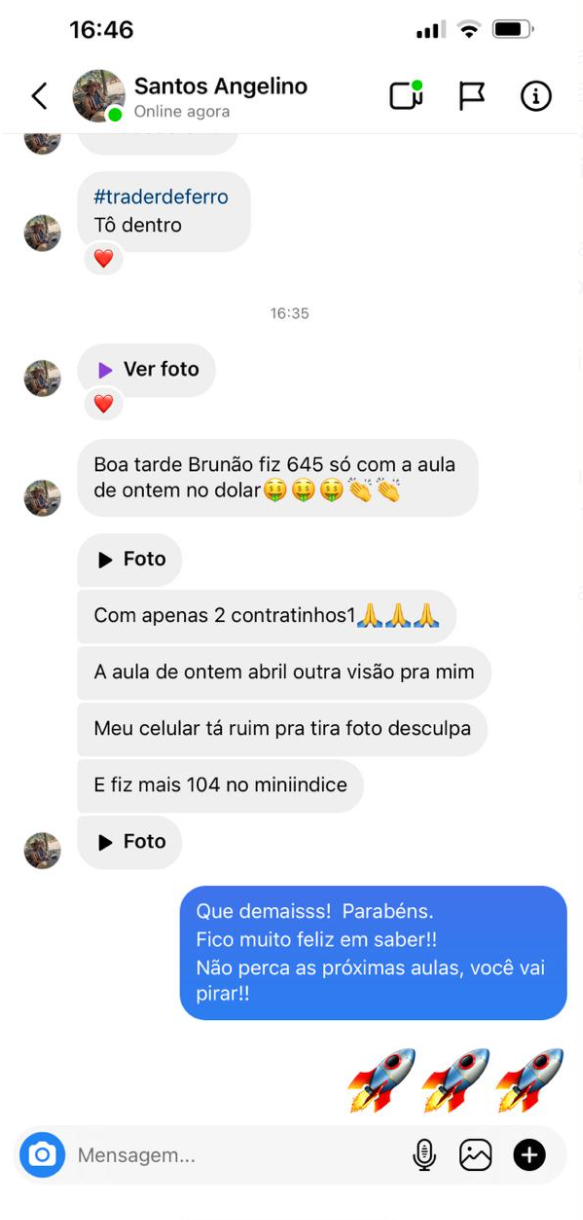 16:46
Santos Angelino
Online agora
#traderdeferro
Tô dentro
16:35
Ver foto
Boa tarde Brunão fiz 645 só com a aula
de ontem no dolar🤑🤑🤑👏👏
Foto
Com apenas 2 contratinhos1🙏🙏🙏
A aula de ontem abril outra visão pra mim
Meu celular tá ruim pra tira foto desculpa
E fiz mais 104 no miniindice
Foto
Que demaisss!  Parabéns.
Fico muito feliz em saber!!
Não perca as próximas aulas, você vai
pirar!!
🚀🚀🚀
Mensagem...